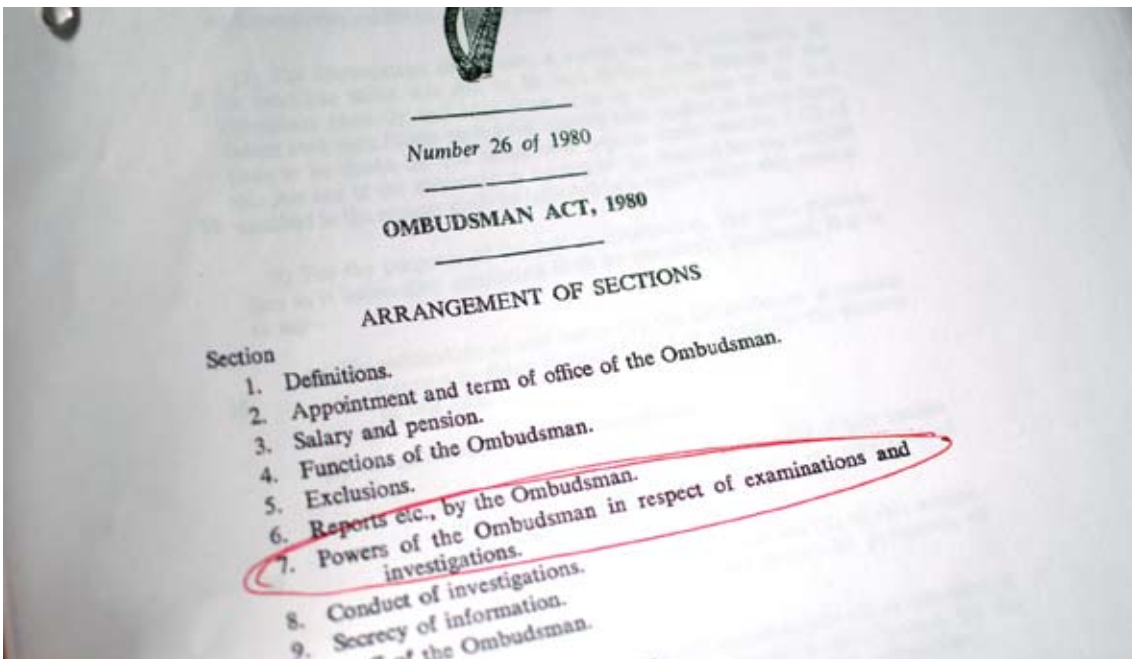 Number 26 of 1980
OMBUDSMAN ACT, 1980
ARRANGEMENT OF SECTIONS
Section
1. Definitions.
2. Appointment and term of office of the Ombudsman.
3. Salary and pension.
4. Functions of the Ombudsman.
5. Exclusions.
6. Reports etc., by the Ombudsman.
7. Powers of the Ombudsman in respect of examinations and
investigations.
8. Conduct of investigations.
9. Secrecy of information.
of the Ombudsman.